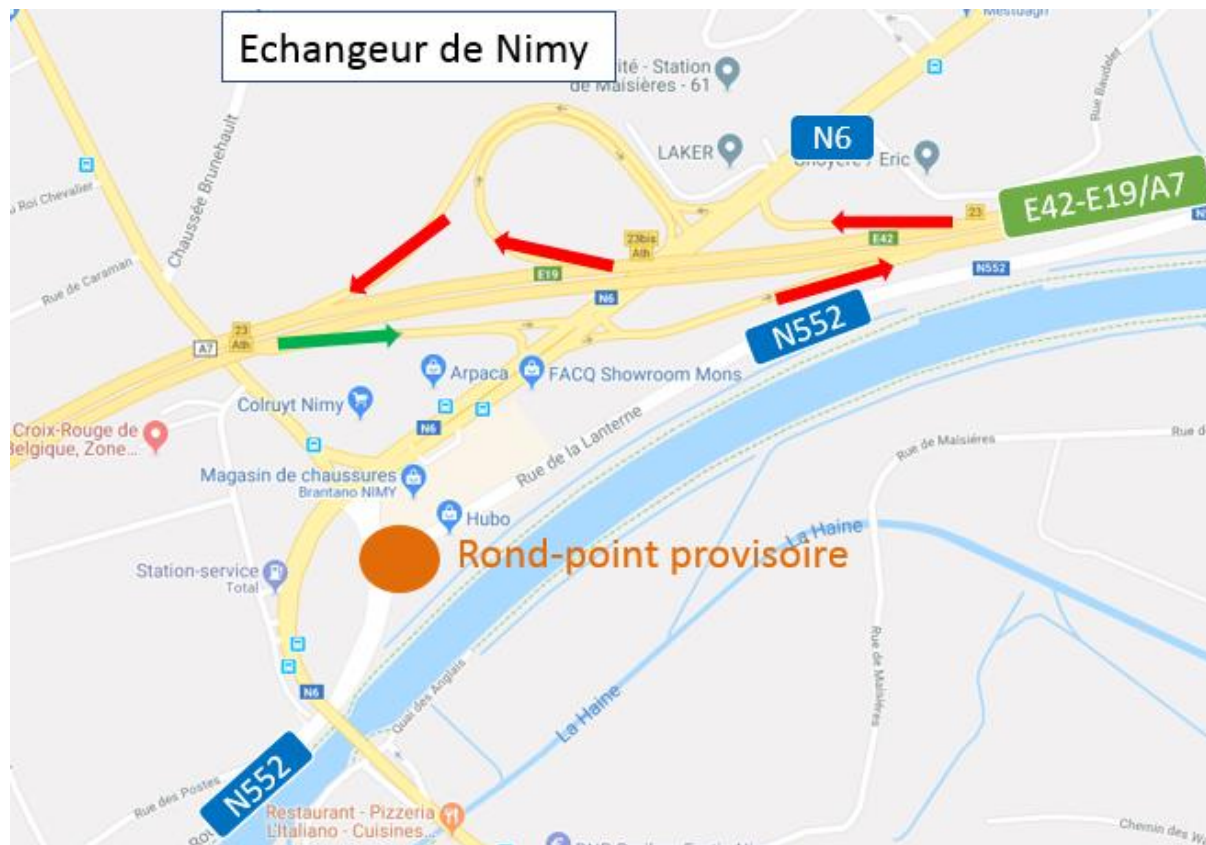 Echangeur de Nimy
Mestdagh
ité - Station
de Maisières - 61
Rue Baudelet
N6
LAKER
Eric
Chaussée Brunehault
u Roi Chevalier
E42-E19/A7
23
23bis
Ath
E42
E19
N552
Rue de Caraman
N6
N552
23
Ath
A7
Arpaca
FACQ Showroom Mons
Colruyt Nimy
N6
Croix-Rouge de
Belgique, Zone...
Rue de la Lanterne
Rue de Maisières
Rue d
Magasin de chaussures
Brantano NIMY
Hubo
La Haine
Rond-point provisoire
Station-service
Total
Rue de Maisières
Quai des Anglais
N6
La Haine
N552
Rue des Postes
Restaurant - Pizzeria
L'Italiano - Cuisines...
Chemin des Wa